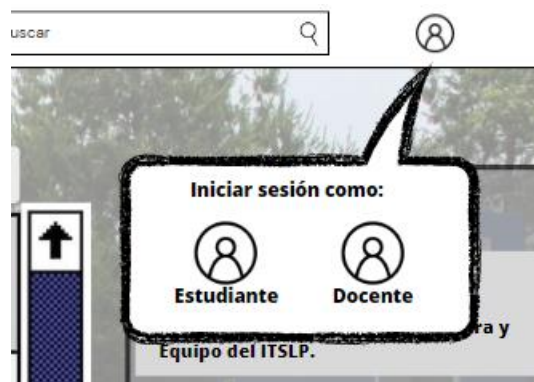 uscar
Iniciar sesión como:
Estudiante Docente
ra y
Equipo del ITSLP.